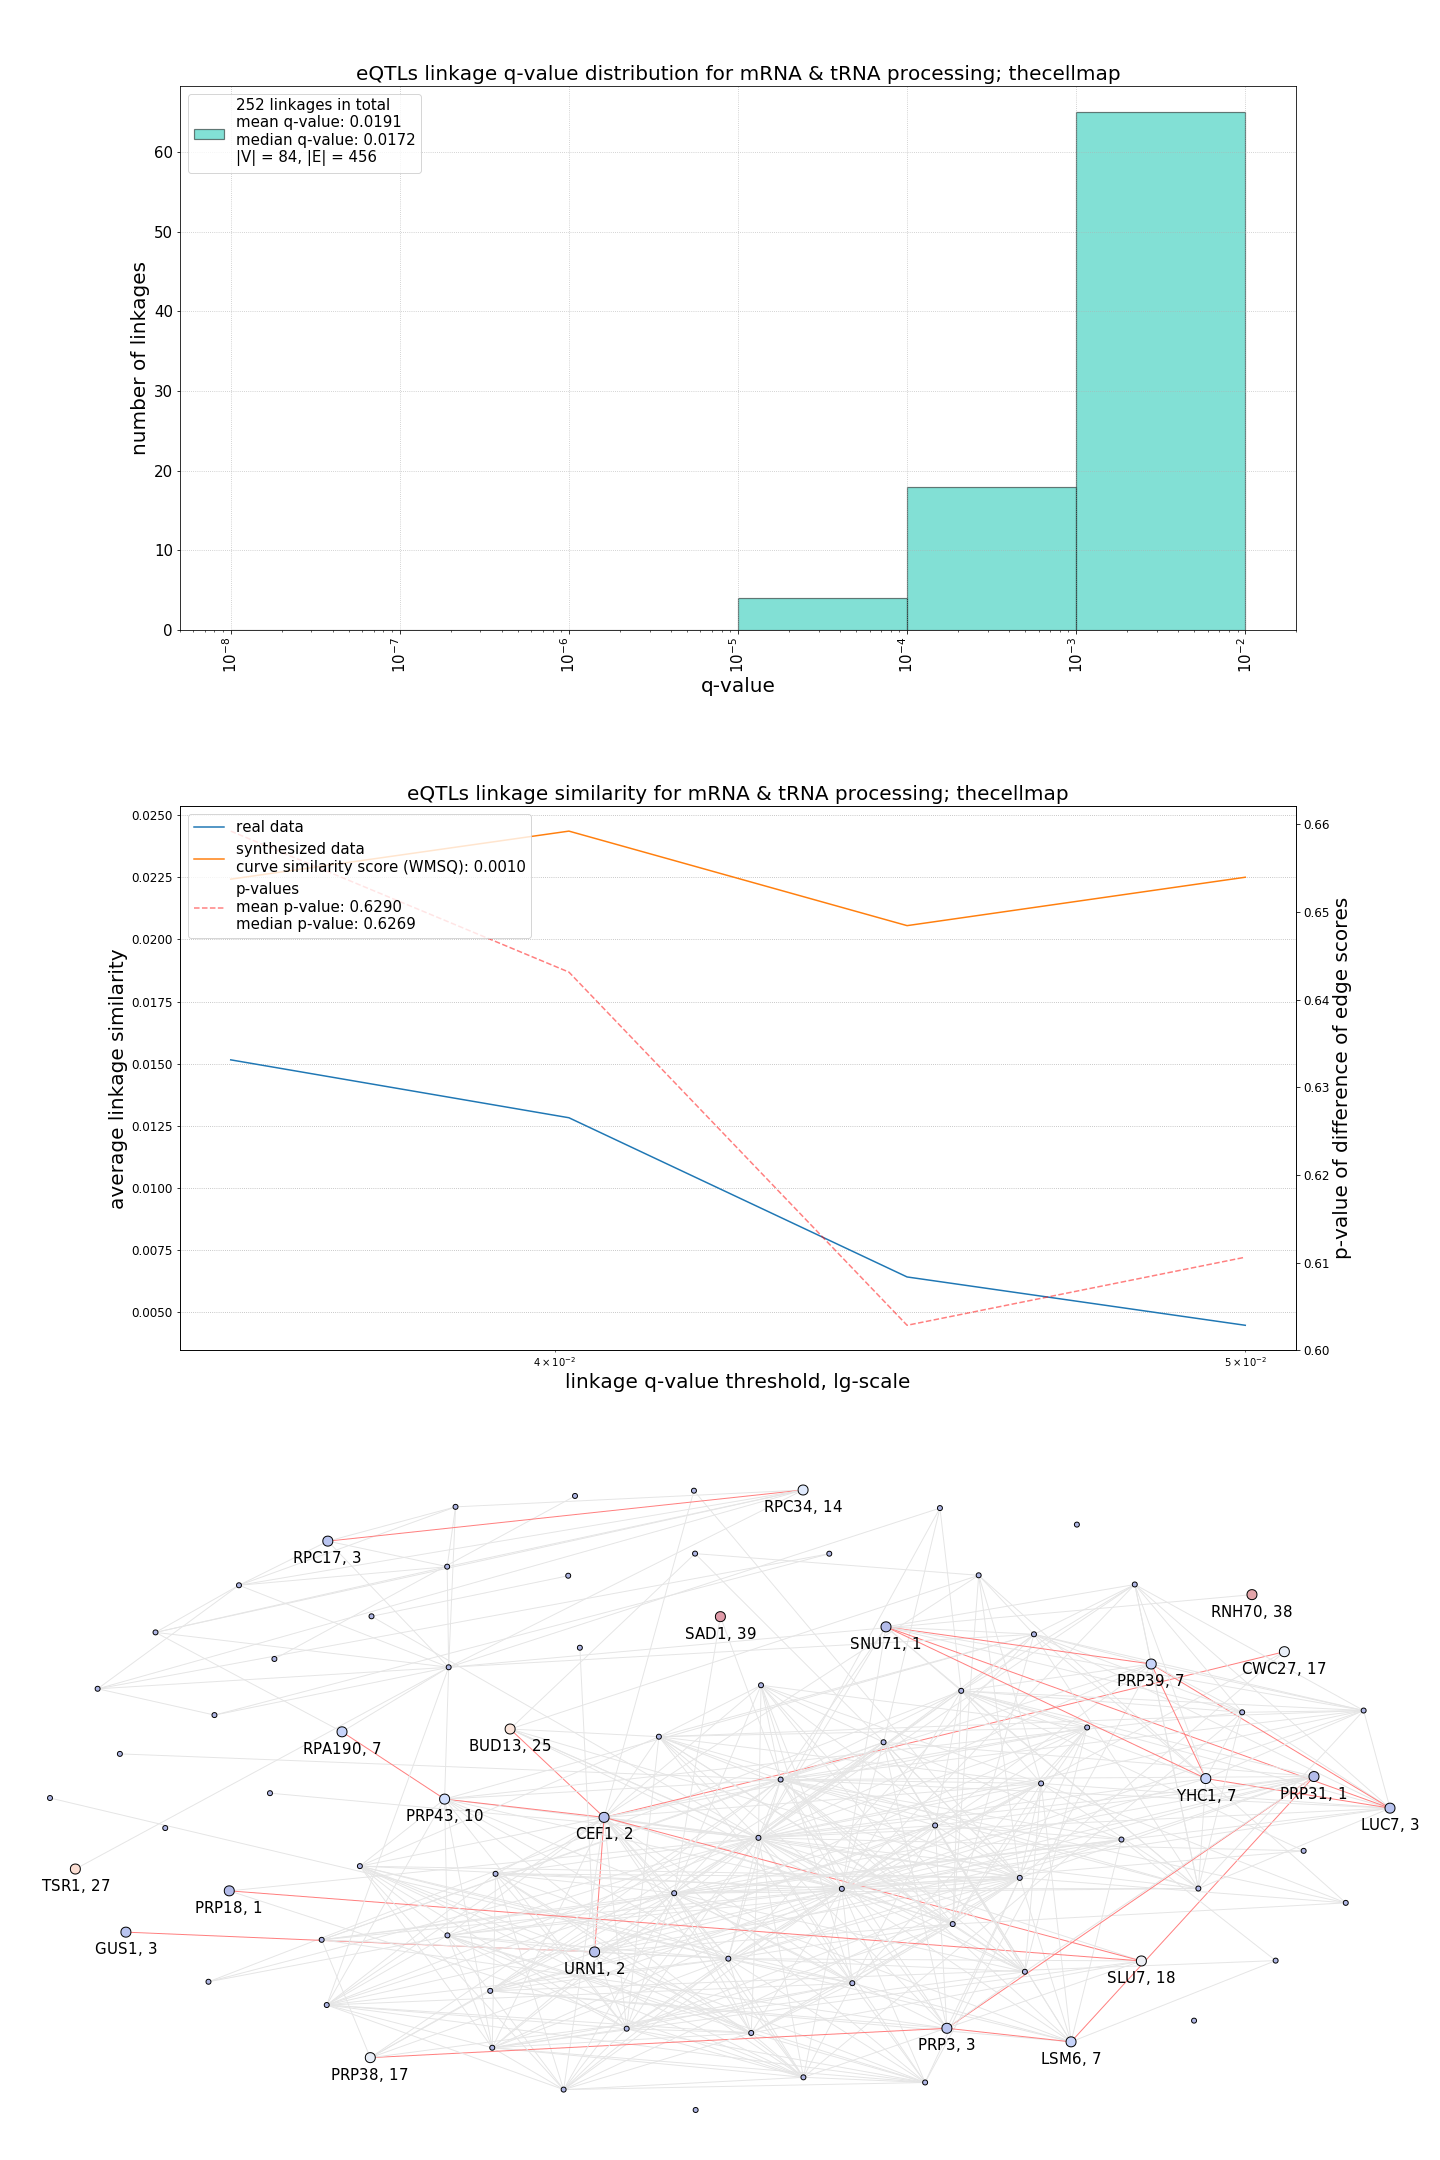 eQTLs linkage q-value distribution for mRNA & tRNA processing; thecellmap
252 linkages in total
mean q-value: 0.0191
median q-value: 0.0172
|V| = 84, |E| = 456
number of linkages
60
50
40
30
20
10
0
10⁻⁸
10⁻⁷
10⁻⁶
10⁻⁵
10⁻⁴
10⁻³
10⁻²
q-value
eQTLs linkage similarity for mRNA & tRNA processing; thecellmap
real data
synthesized data
curve similarity score (WMSQ): 0.0010
p-values
mean p-value: 0.6290
median p-value: 0.6269
average linkage similarity
0.0250
0.0225
0.0200
0.0175
0.0150
0.0125
0.0100
0.0075
0.0050
0.66
0.65
0.64
0.63
0.62
0.61
0.60
p-value of difference of edge scores
4 × 10⁻²
5 × 10⁻²
linkage q-value threshold, lg-scale
RPC34, 14
RPC17, 3
RNH70, 38
SAD1, 39
SNU71, 1
CWC27, 17
PRP39, 7
BUD13, 25
RPA190, 7
YHC1, 7
PRP31, 1
PRP43, 10
LUC7, 3
CEF1, 2
TSR1, 27
PRP18, 1
GUS1, 3
URN1, 2
SLU7, 18
PRP3, 3
LSM6, 7
PRP38, 17